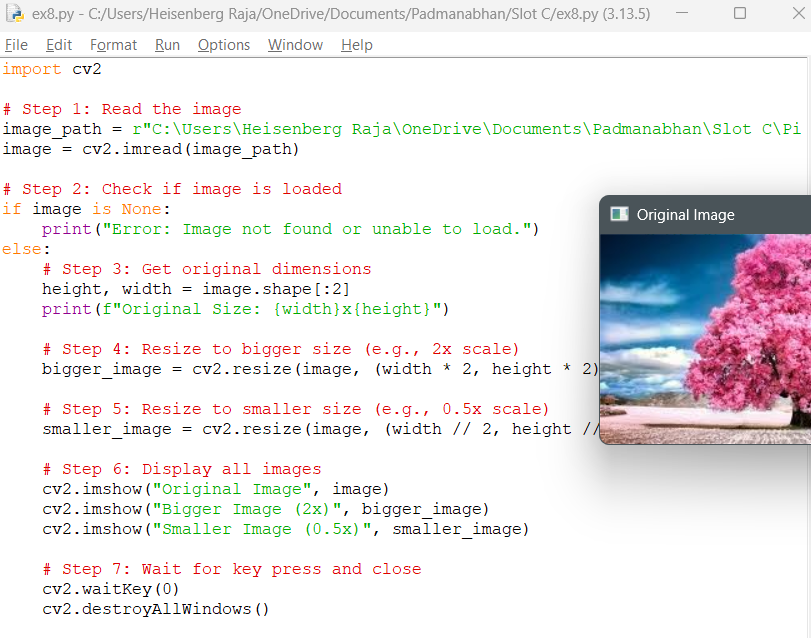 ex8.py - C:/Users/Heisenberg Raja/OneDrive/Documents/Padmanabhan/Slot C/ex8.py (3.13.5)
File Edit Format Run Options Window Help
import cv2
# Step 1: Read the image
image_path = r"C:\Users\Heisenberg Raja\OneDrive\Documents\Padmanabhan\Slot C\Pi
image = cv2.imread(image_path)
# Step 2: Check if image is loaded
if image is None:
    print("Error: Image not found or unable to load.")
else:
    # Step 3: Get original dimensions
    height, width = image.shape[:2]
    print(f"Original Size: {width}x{height}")
    # Step 4: Resize to bigger size (e.g., 2x scale)
    bigger_image = cv2.resize(image, (width * 2, height * 2)
    # Step 5: Resize to smaller size (e.g., 0.5x scale)
    smaller_image = cv2.resize(image, (width // 2, height //
    # Step 6: Display all images
    cv2.imshow("Original Image", image)
    cv2.imshow("Bigger Image (2x)", bigger_image)
    cv2.imshow("Smaller Image (0.5x)", smaller_image)
    # Step 7: Wait for key press and close
    cv2.waitKey(0)
    cv2.destroyAllWindows()
Original Image